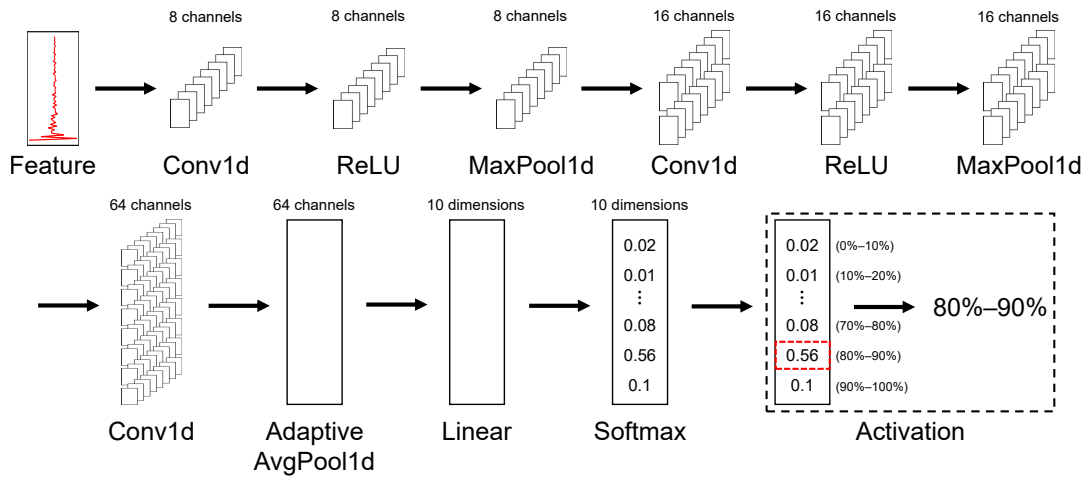 8 channels
8 channels
8 channels
16 channels
16 channels
16 channels
Feature
Conv1d
ReLU
MaxPool1d
Conv1d
ReLU
MaxPool1d
64 channels
64 channels
10 dimensions
10 dimensions
0.02
0.01
⋮
0.08
0.56
0.1
0.02 (0%–10%)
0.01 (10%–20%)
⋮
0.08 (70%–80%)
0.56 (80%–90%)
0.1 (90%–100%)
80%–90%
Conv1d
Adaptive
AvgPool1d
Linear
Softmax
Activation